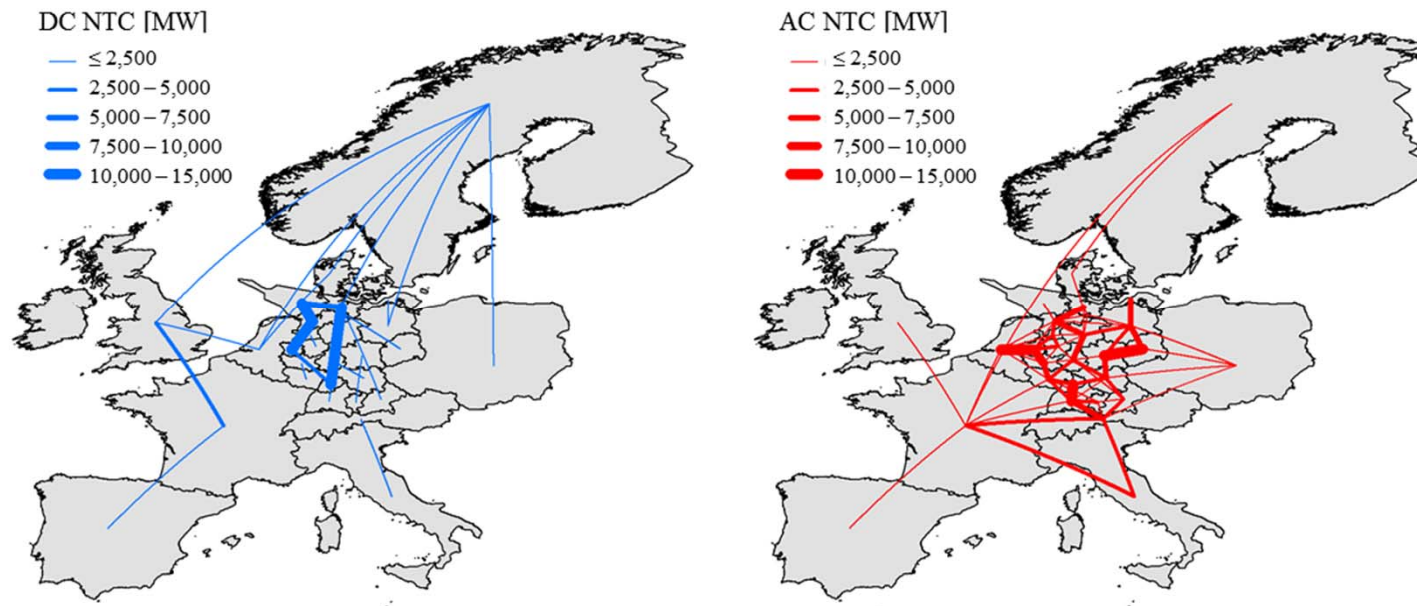 DC NTC [MW]
≤ 2,500
2,500 – 5,000
5,000 – 7,500
7,500 – 10,000
10,000 – 15,000
AC NTC [MW]
≤ 2,500
2,500 – 5,000
5,000 – 7,500
7,500 – 10,000
10,000 – 15,000